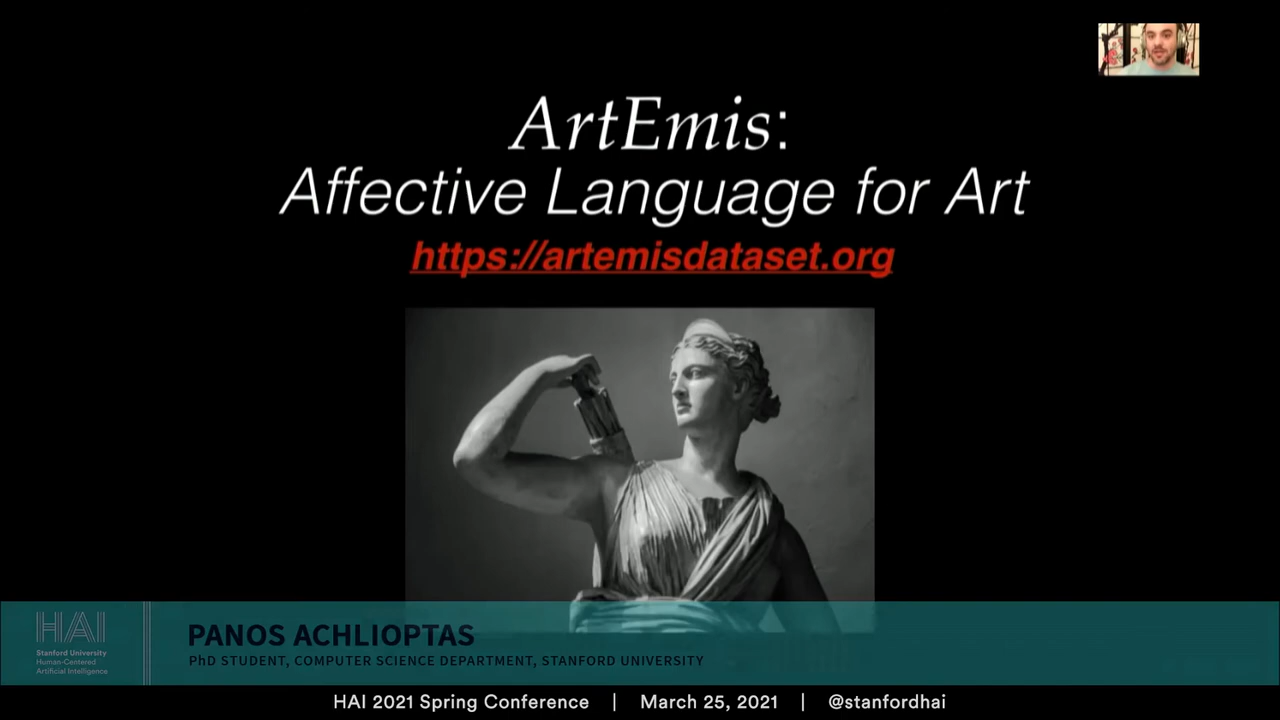 ArtEmis:
Affective Language for Art
https://artemisdataset.org
HAI
Stanford University
Human-Centered
Artificial Intelligence
PANOS ACHLIOPTAS
PhD STUDENT, COMPUTER SCIENCE DEPARTMENT, STANFORD UNIVERSITY
HAI 2021 Spring Conference | March 25, 2021 | @stanfordhai